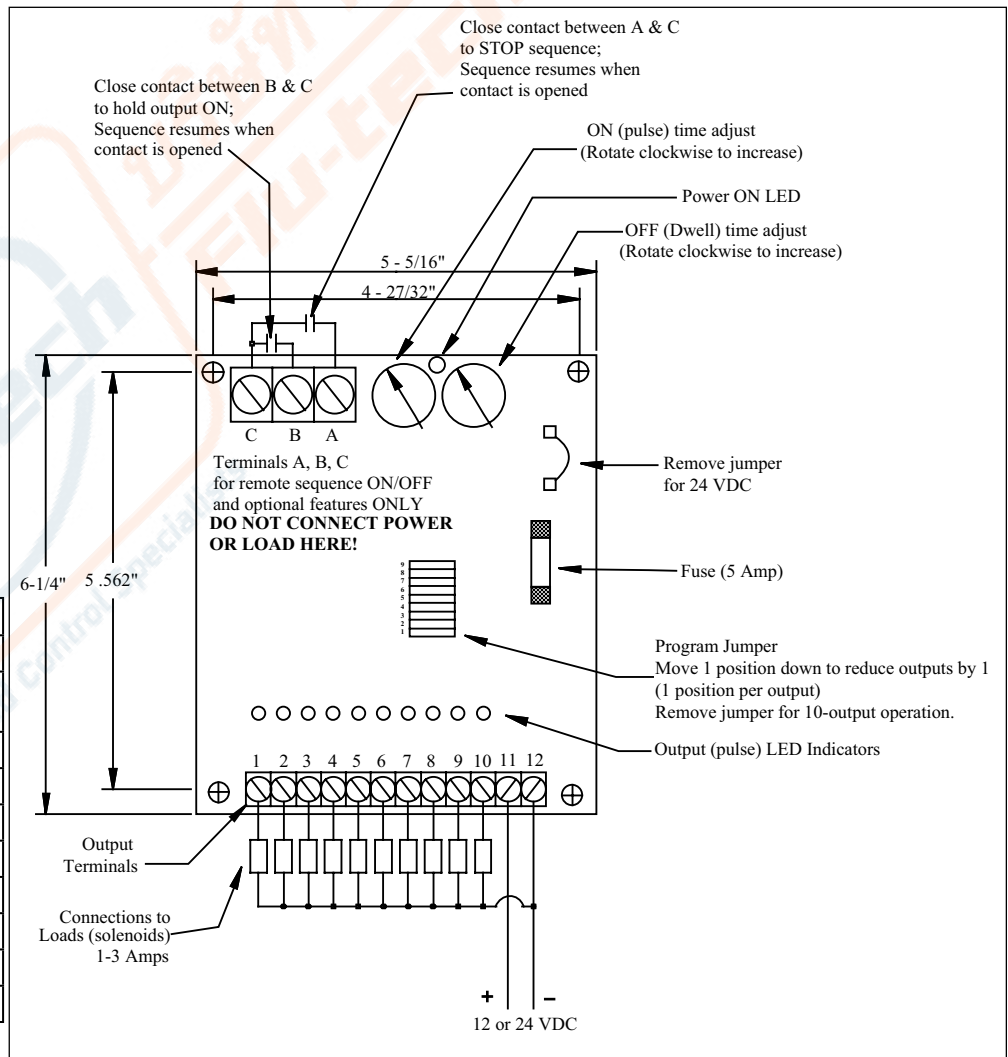 Close contact between A & C
to STOP sequence;
Sequence resumes when
contact is opened
Close contact between B & C
to hold output ON;
Sequence resumes when
contact is opened
ON (pulse) time adjust
(Rotate clockwise to increase)
Power ON LED
OFF (Dwell) time adjust
(Rotate clockwise to increase)
5 - 5/16"
4 - 27/32"
C B A
Terminals A, B, C
for remote sequence ON/OFF
and optional features ONLY
DO NOT CONNECT POWER
OR LOAD HERE!
Remove jumper
for 24 VDC
6-1/4"
5 .562"
Fuse (5 Amp)
9
8
7
6
5
4
3
2
1
Program Jumper
Move 1 position down to reduce outputs by 1
(1 position per output)
Remove jumper for 10-output operation.
Output (pulse) LED Indicators
1 2 3 4 5 6 7 8 9 10 11 12
Output
Terminals
Connections to
Loads (solenoids)
1-3 Amps
+ −
12 or 24 VDC
Flu-tech
ech
Control Specialists